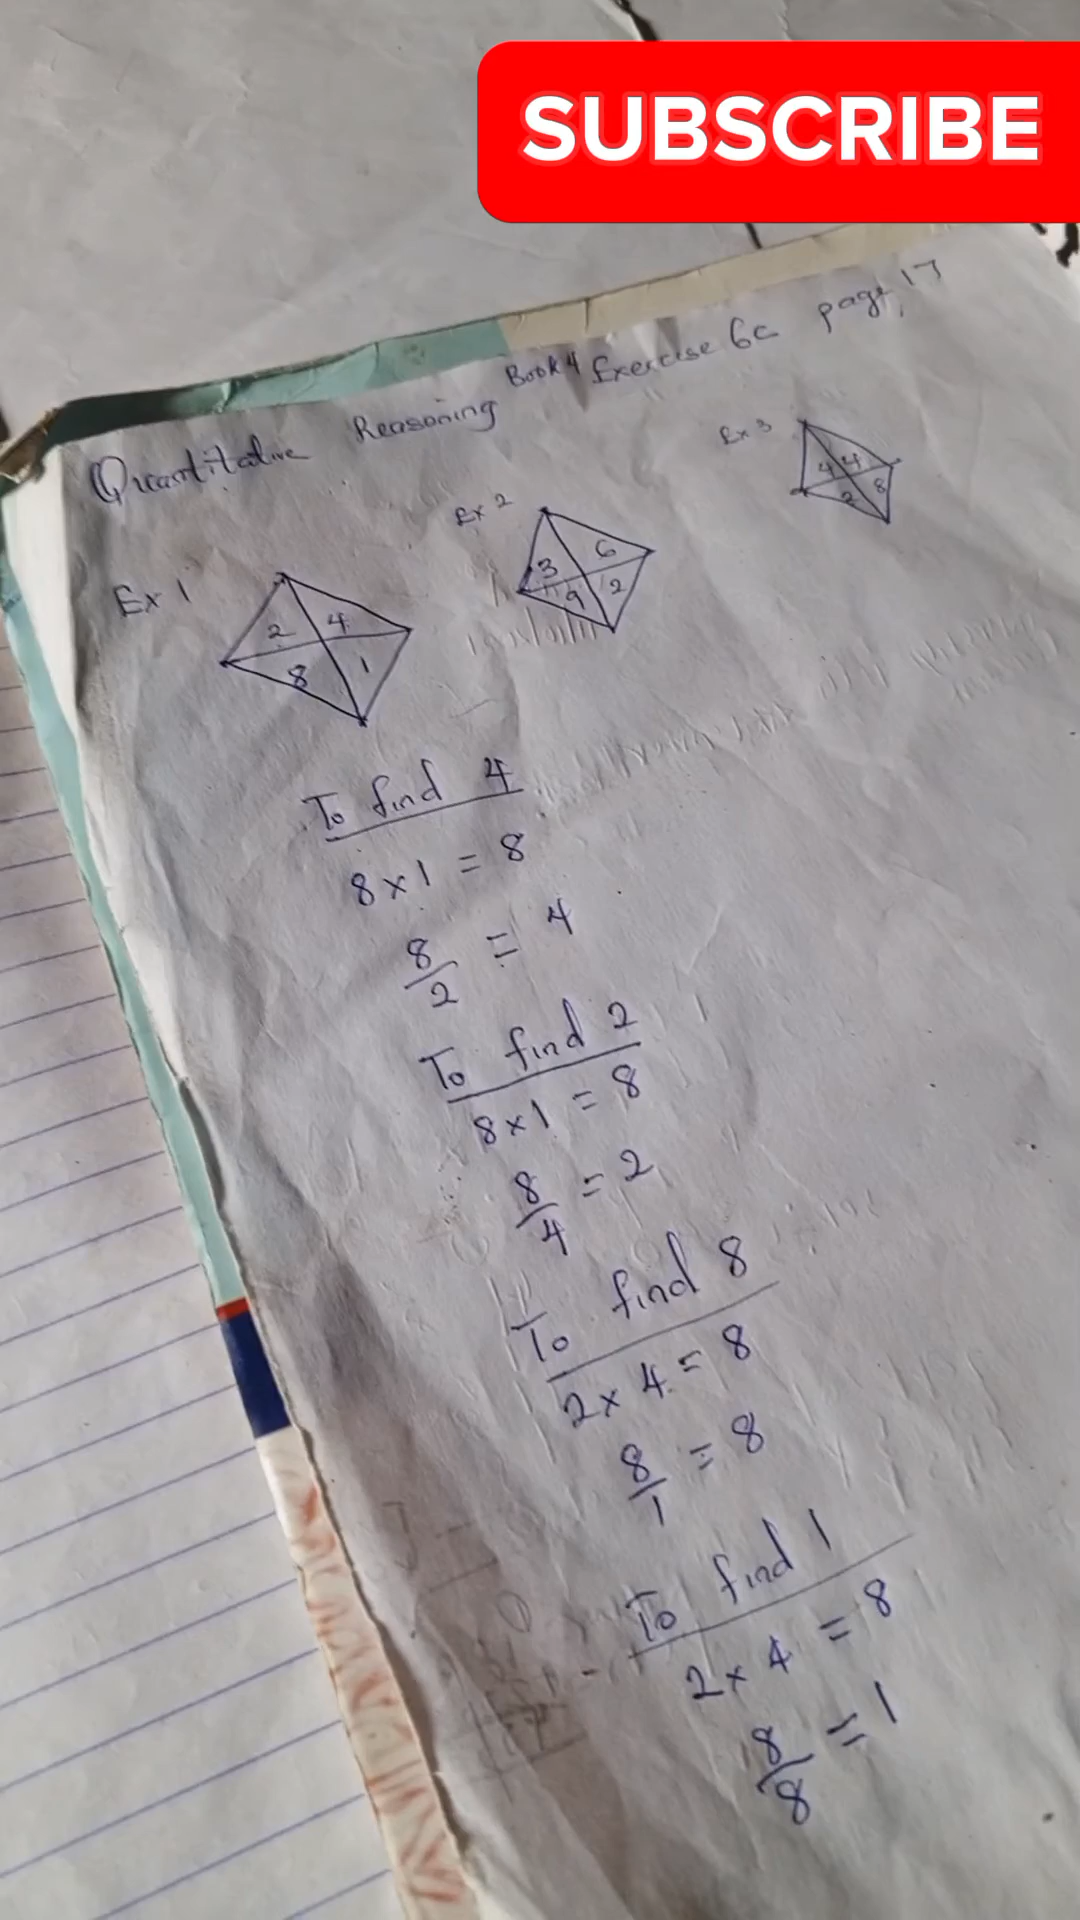 SUBSCRIBE
Quantitative Reasoning Book 4 Exercise 6c page 17
Ex 1
2 4
8 1
Ex 2
3 6
9 2
Ex 3
4 4
2 8
To find 4
8 x 1 = 8
8/2 = 4
To find 2
8 x 1 = 8
8/4 = 2
To find 8
2 x 4 = 8
8/1 = 8
To find 1
2 x 4 = 8
8/8 = 1